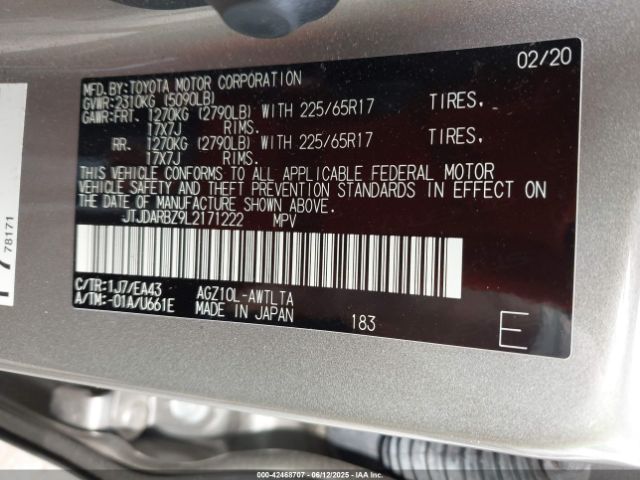 02/20
MFD.BY:TOYOTA MOTOR CORPORATION
GVWR:2310KG (5090LB)
GAWR:FRT. 1270KG (2790LB) WITH 225/65R17 TIRES,
17X7J RIMS.
RR. 1270KG (2790LB) WITH 225/65R17 TIRES,
17X7J RIMS.
THIS VEHICLE CONFORMS TO ALL APPLICABLE FEDERAL MOTOR
VEHICLE SAFETY AND THEFT PREVENTION STANDARDS IN EFFECT ON
THE DATE OF MANUFACTURE SHOWN ABOVE.
JTJDARBZ9L2171222 MPV
C/TR:1J7/EA43 AGZ10L-AWTLTA
A/TM:-01A/U661E MADE IN JAPAN 183
E
78171
000-42468707 - 06/12/2025 - IAA Inc.